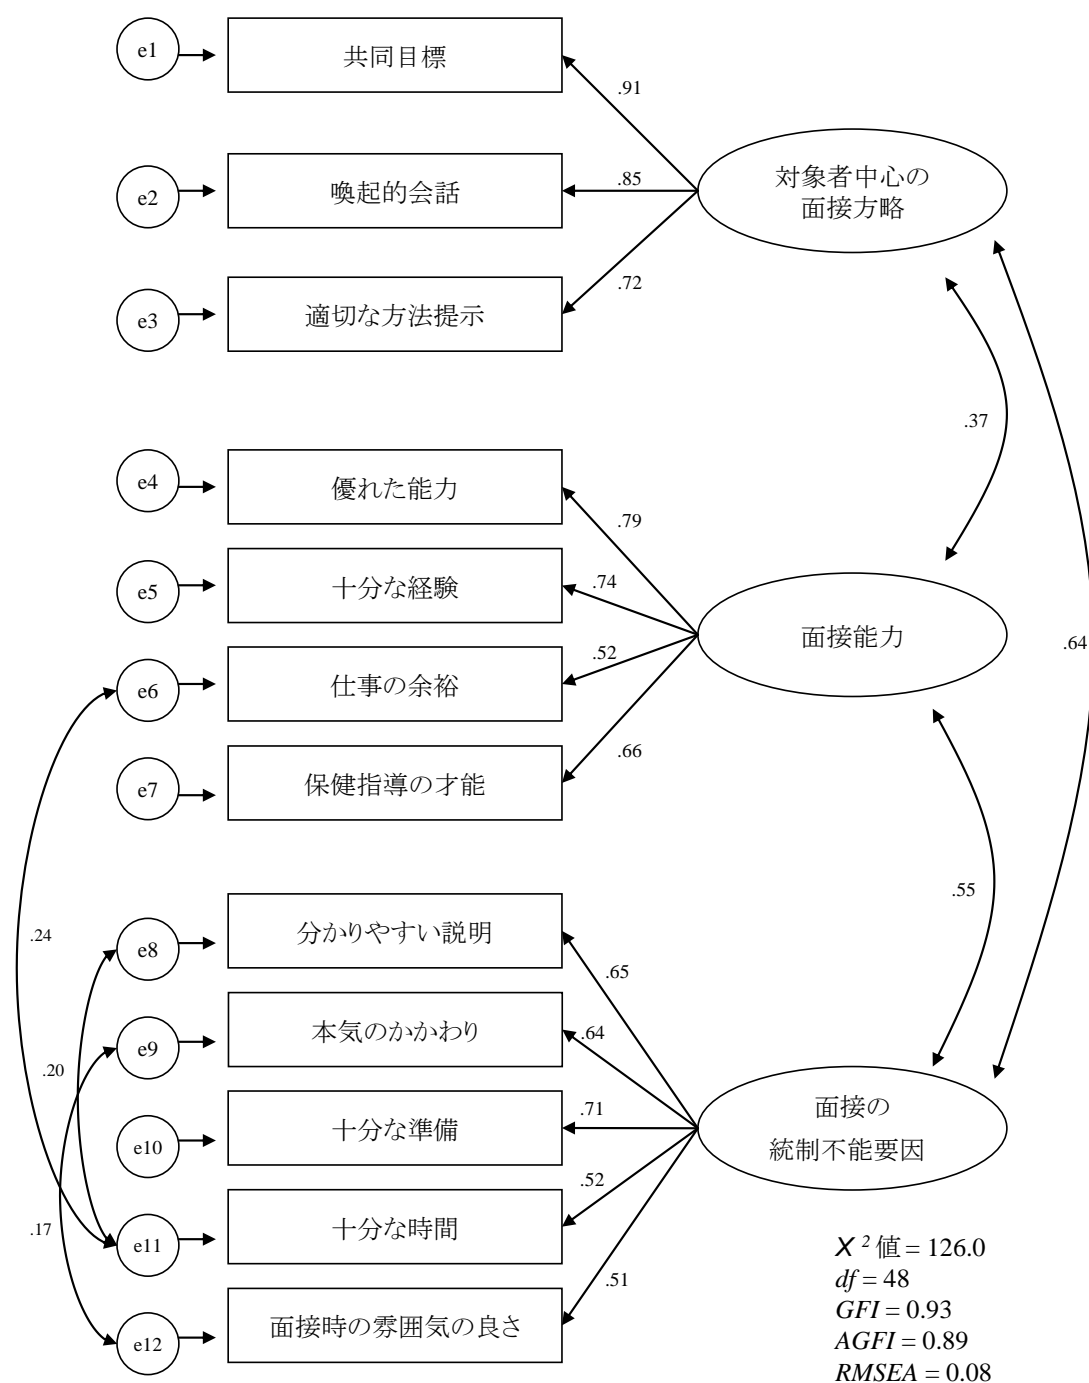 e1
共同目標
.91
e2
喚起的会話
.85
対象者中心の
面接方略
e3
適切な方法提示
.72
.37
e4
優れた能力
.79
e5
十分な経験
.74
面接能力
.64
e6
仕事の余裕
.52
e7
保健指導の才能
.66
.55
.24
e8
分かりやすい説明
.65
e9
本気のかかわり
.64
.20
e10
十分な準備
.71
面接の
統制不能要因
.17
e11
十分な時間
.52
e12
面接時の雰囲気の良さ
.51
X ² 値 = 126.0
df = 48
GFI = 0.93
AGFI = 0.89
RMSEA = 0.08